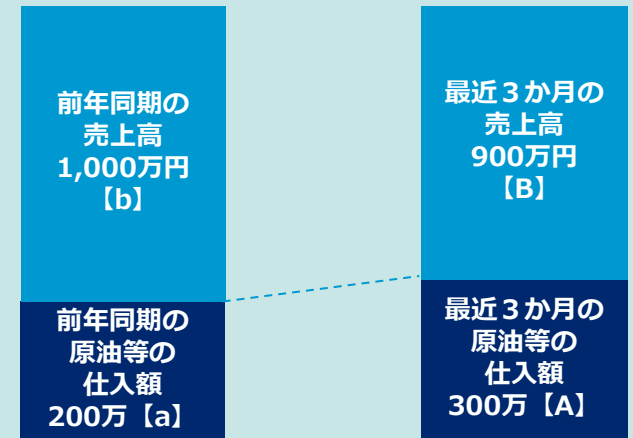 前年同期の
売上高
1,000万円
【b】
前年同期の
原油等の
仕入額
200万【a】
最近３か月の
売上高
900万円
【B】
最近３か月の
原油等の
仕入額
300万【A】